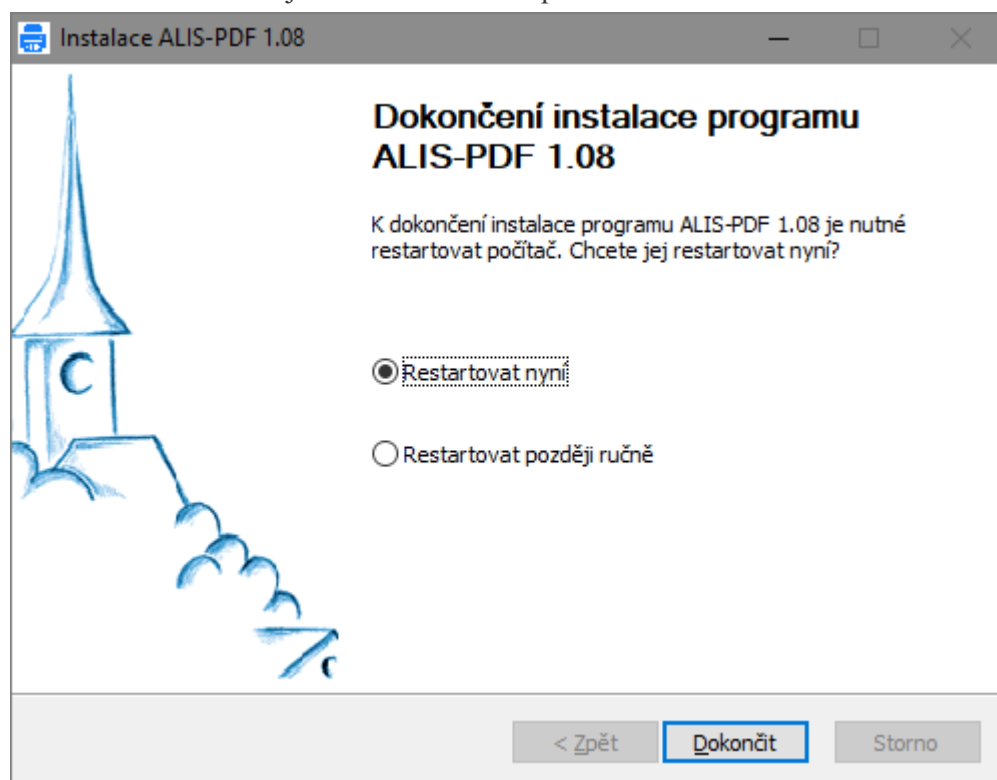 Instalace ALIS-PDF 1.08
Dokončení instalace programu
ALIS-PDF 1.08
K dokončení instalace programu ALIS-PDF 1.08 je nutné
restartovat počítač. Chcete jej restartovat nyní?
C
Restartovat nyní
Restartovat později ručně
c
< Zpět Dokončit Storno